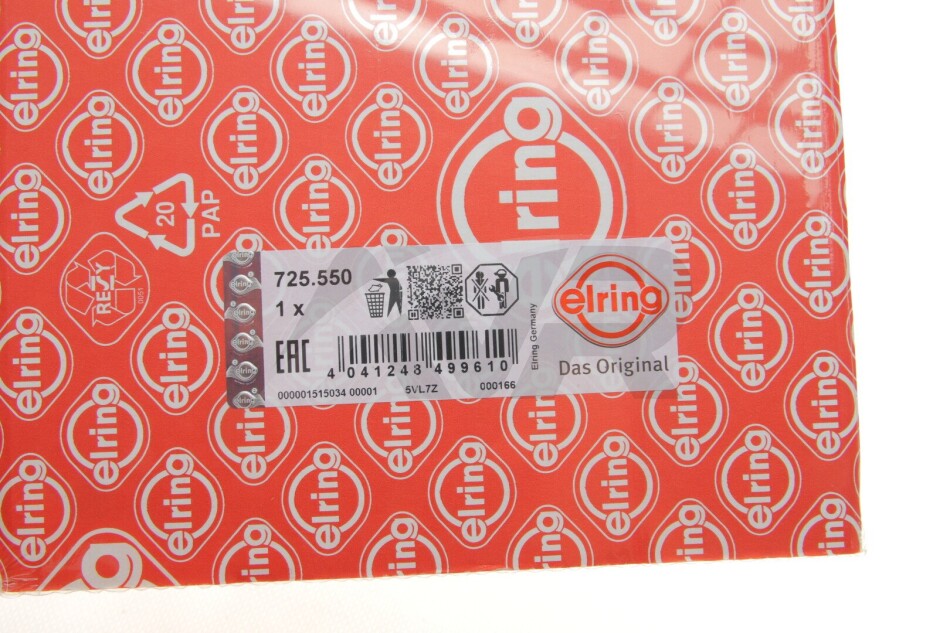 elring
20
PAP
RE/Y
725.550
1 x
EAC
4 041248 499610
000001515034 00001 5VL7Z 000166
Elring Germany
elring
Das Original